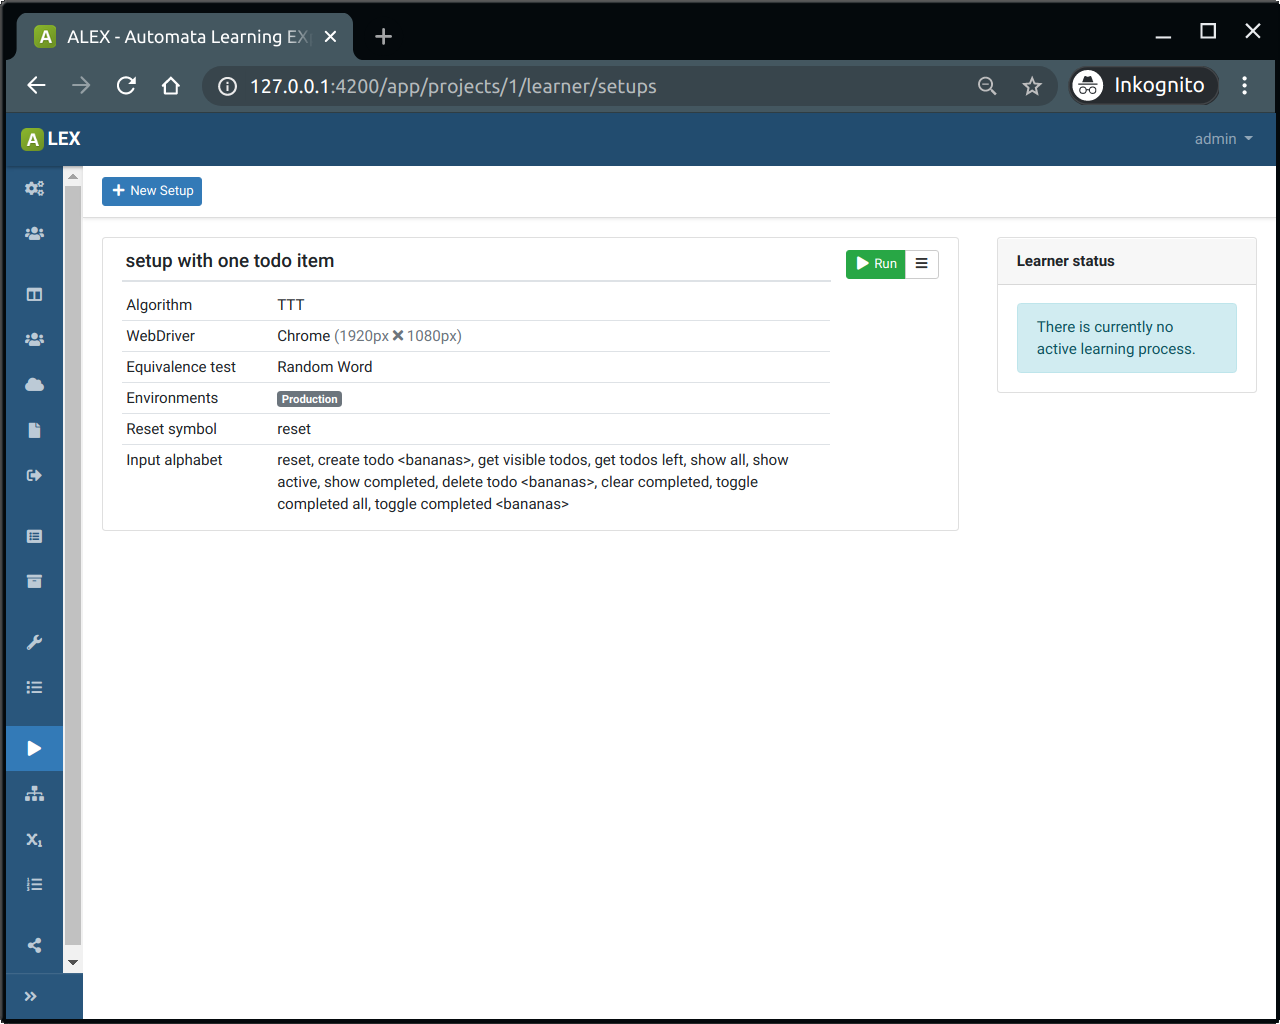 A ALEX - Automata Learning EX
127.0.0.1:4200/app/projects/1/learner/setups
Inkognito
A LEX
admin
New Setup
setup with one todo item
Run
Algorithm TTT
WebDriver Chrome (1920px × 1080px)
Equivalence test Random Word
Environments Production
Reset symbol reset
Input alphabet reset, create todo <bananas>, get visible todos, get todos left, show all, show
active, show completed, delete todo <bananas>, clear completed, toggle
completed all, toggle completed <bananas>
Learner status
There is currently no
active learning process.
X₁